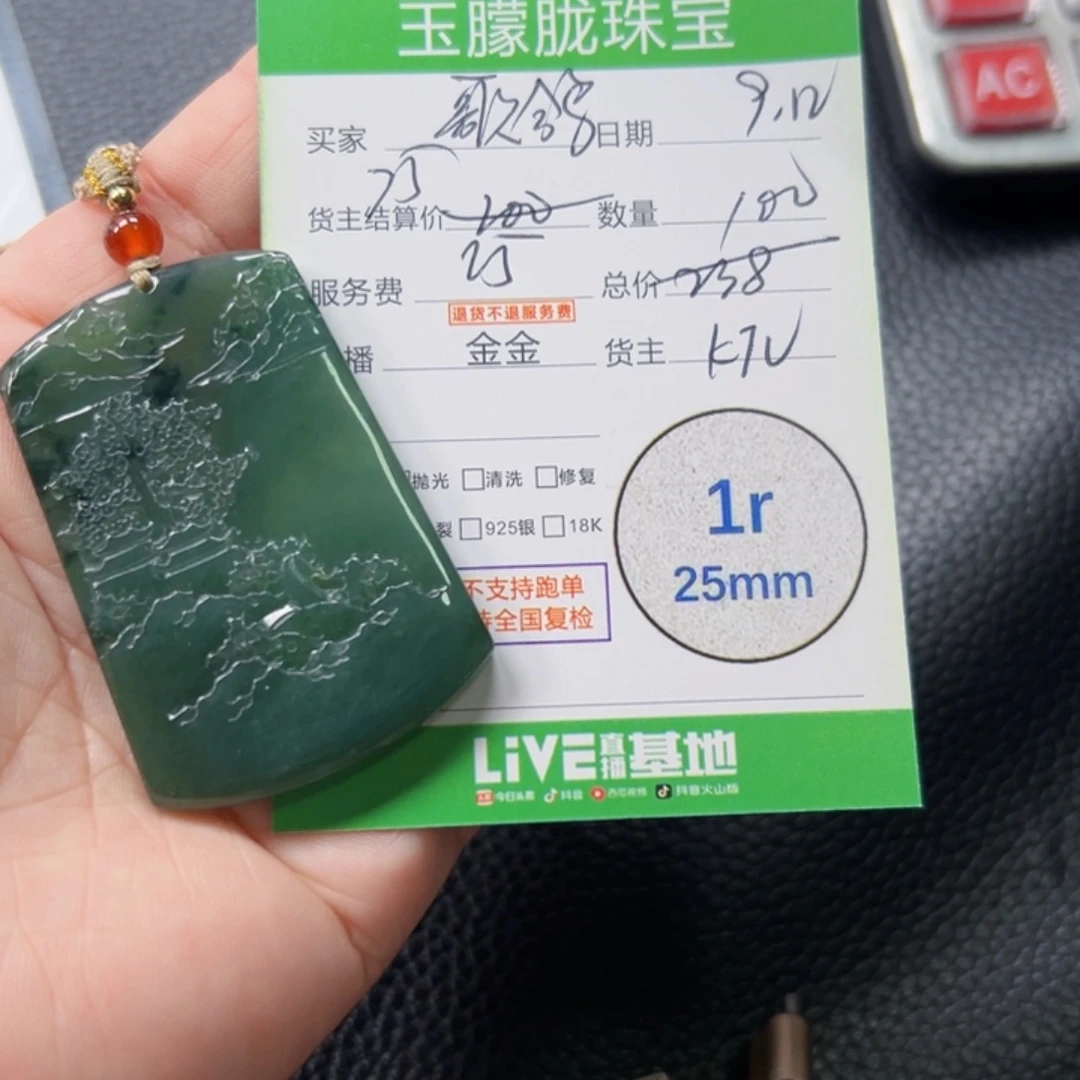 玉朦胧珠宝
买家 日期 9.12
货主结算价 100 数量 100
服务费 总价 258
退货不退服务费
播 金金 货主 KTV
抛光 清洗 修复
裂 925银 18K
1r
25mm
不支持跑单
持全国复检
LiVE直播基地
今日头条 抖音 西瓜视频 抖音火山版
AC